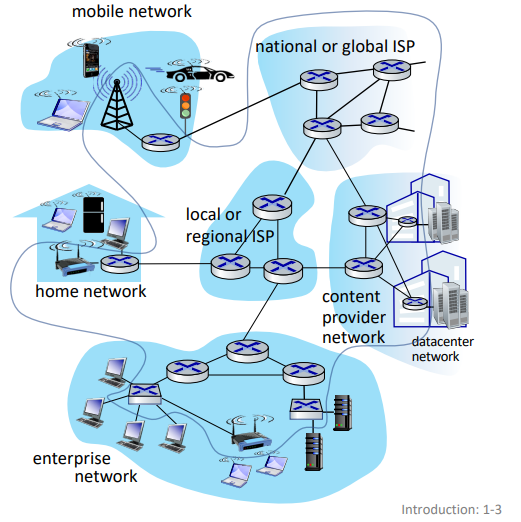 mobile network
national or global ISP
local or
regional ISP
home network
content
provider
network
datacenter
network
enterprise
network
Introduction: 1-3